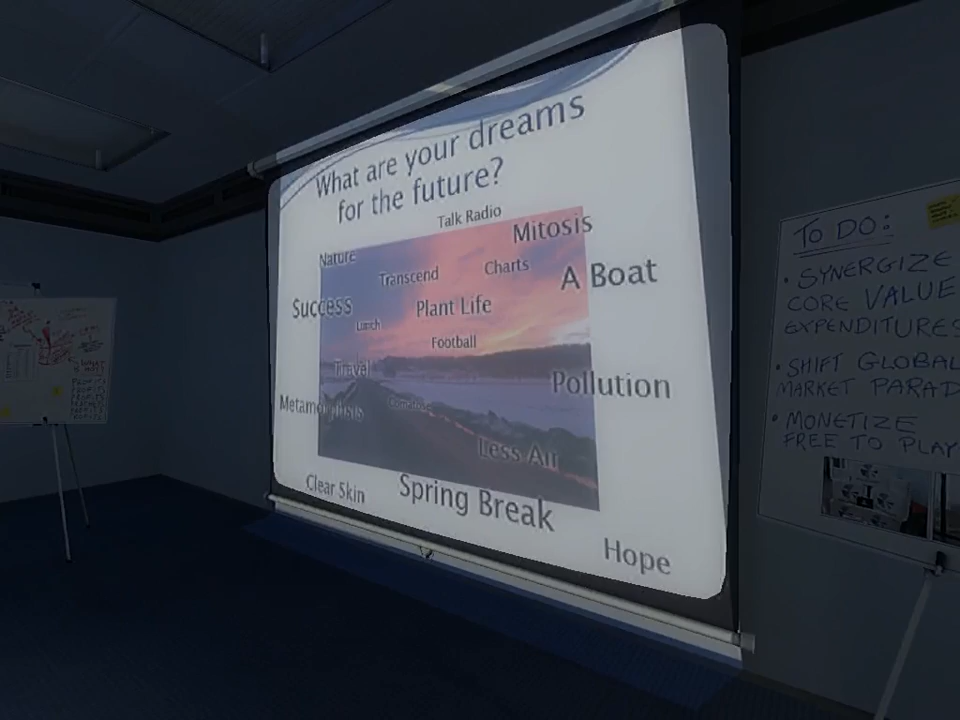 What are your dreams
for the future?
Talk Radio
Mitosis
Nature
Transcend
Charts
A Boat
Success
Plant Life
Lunch
Football
Travel
Pollution
Metamorphosis
Comatose
Less Air
Clear Skin
Spring Break
Hope
TO DO:
• SYNERGIZE
CORE VALUE
EXPENDITURES
• SHIFT GLOBAL
MARKET PARAD
• MONETIZE
FREE TO PLAY